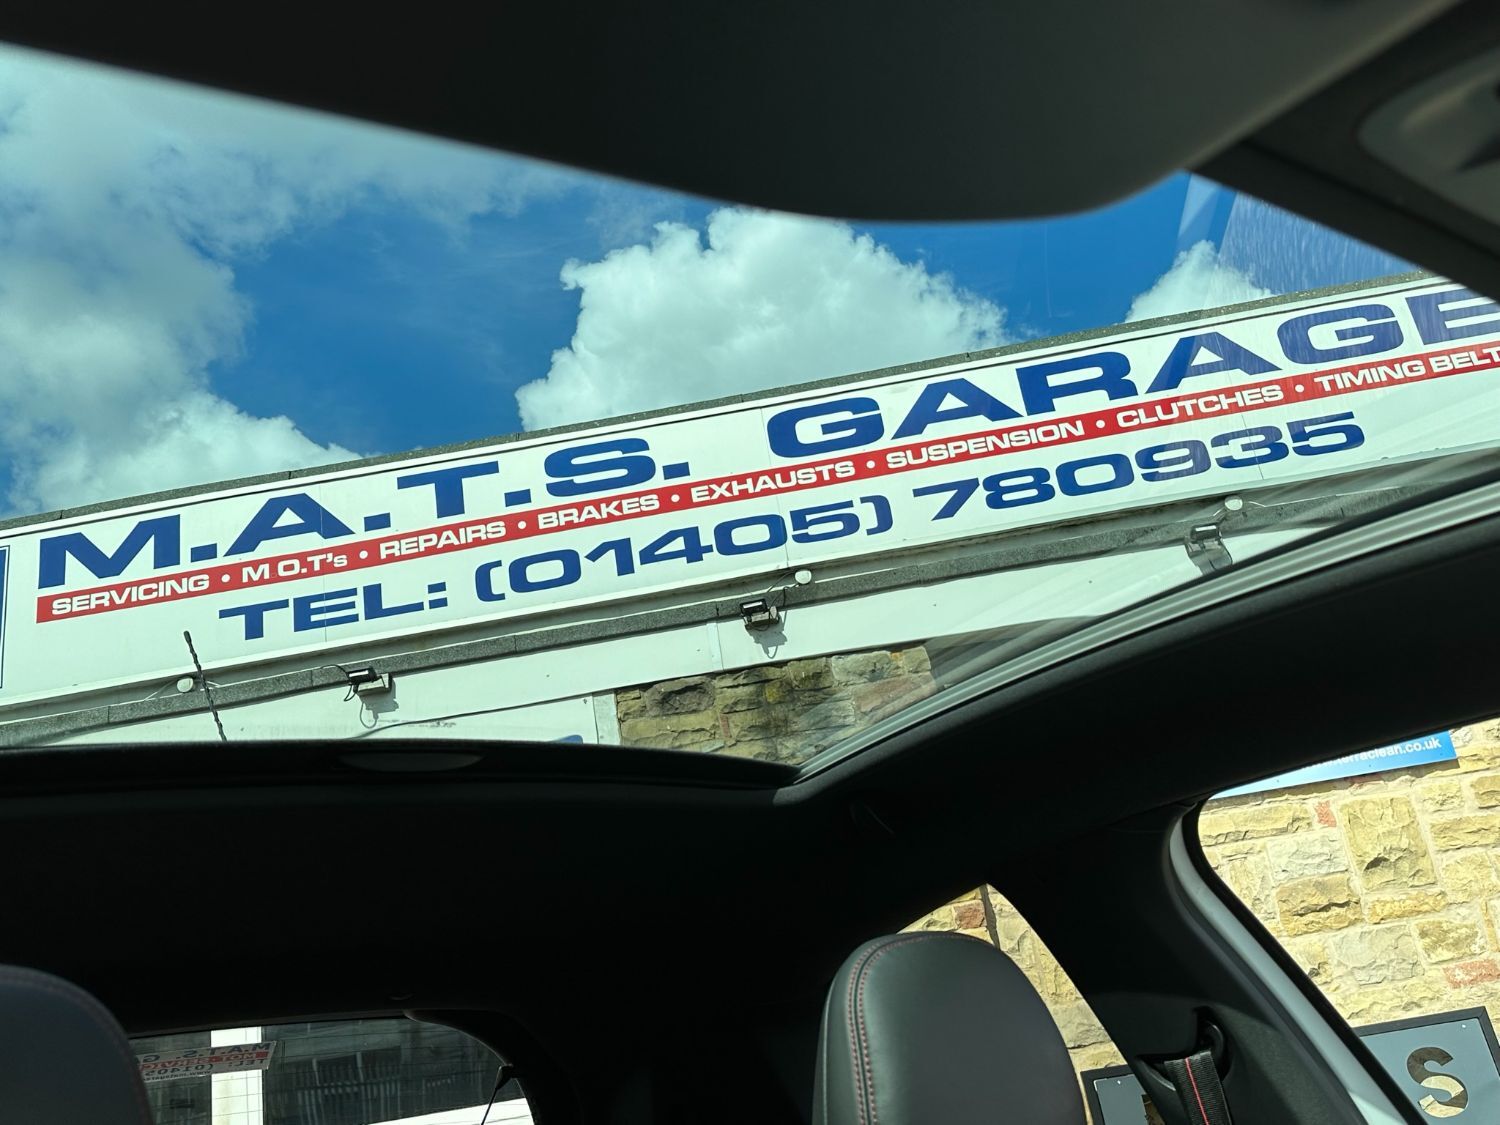 M.A.T.S. GARAGE
SERVICING • M O.T's • REPAIRS • BRAKES • EXHAUSTS • SUSPENSION • CLUTCHES • TIMING BELT
TEL: (01405) 780935
S
M.A.T.S. G